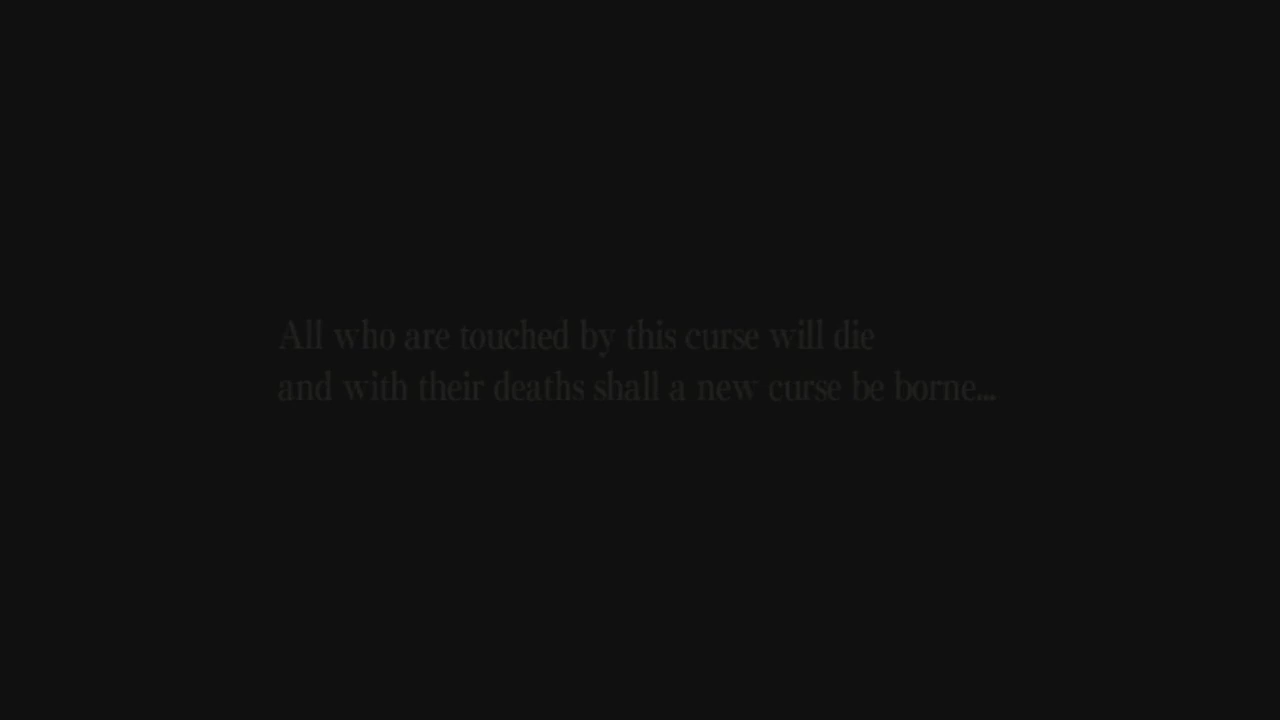 All who are touched by this curse will die
and with their deaths shall a new curse be borne...